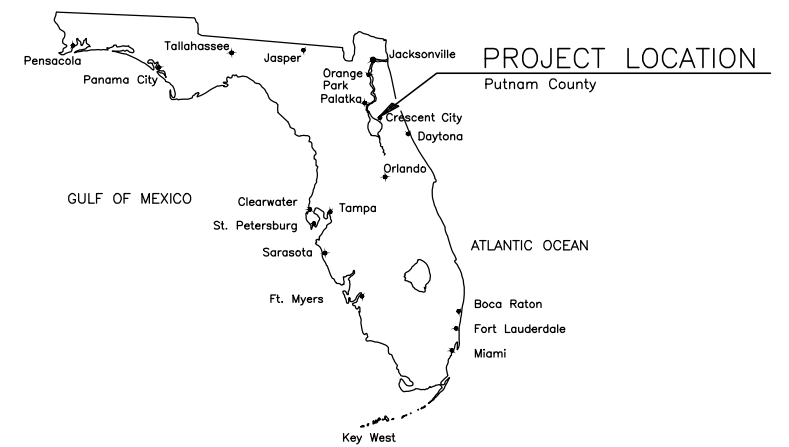 Pensacola
Tallahassee
Jasper
Jacksonville
Panama City
Orange
Park
Palatka
PROJECT LOCATION
Putnam County
Crescent City
Daytona
Orlando
GULF OF MEXICO
Clearwater
Tampa
St. Petersburg
Sarasota
ATLANTIC OCEAN
Ft. Myers
Boca Raton
Fort Lauderdale
Miami
Key West